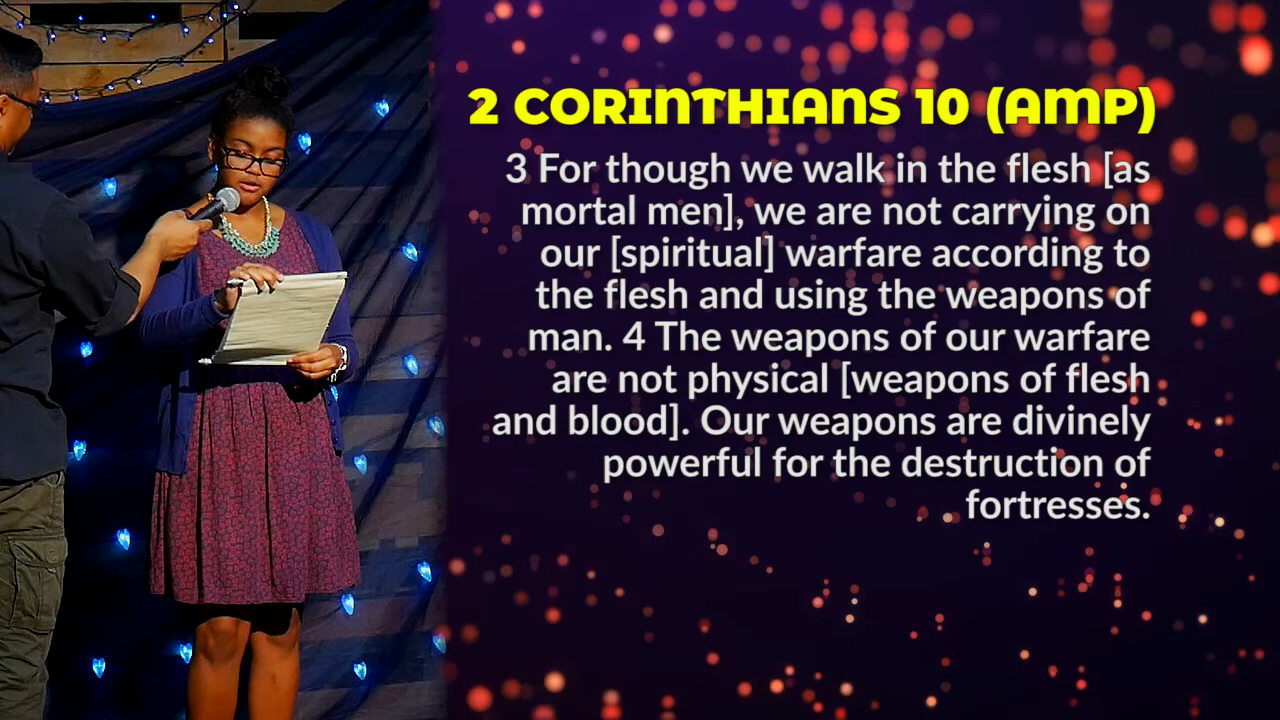 2 CORINTHIANS 10 (AMP)
3 For though we walk in the flesh [as
mortal men], we are not carrying on
our [spiritual] warfare according to
the flesh and using the weapons of
man. 4 The weapons of our warfare
are not physical [weapons of flesh
and blood]. Our weapons are divinely
powerful for the destruction of
fortresses.